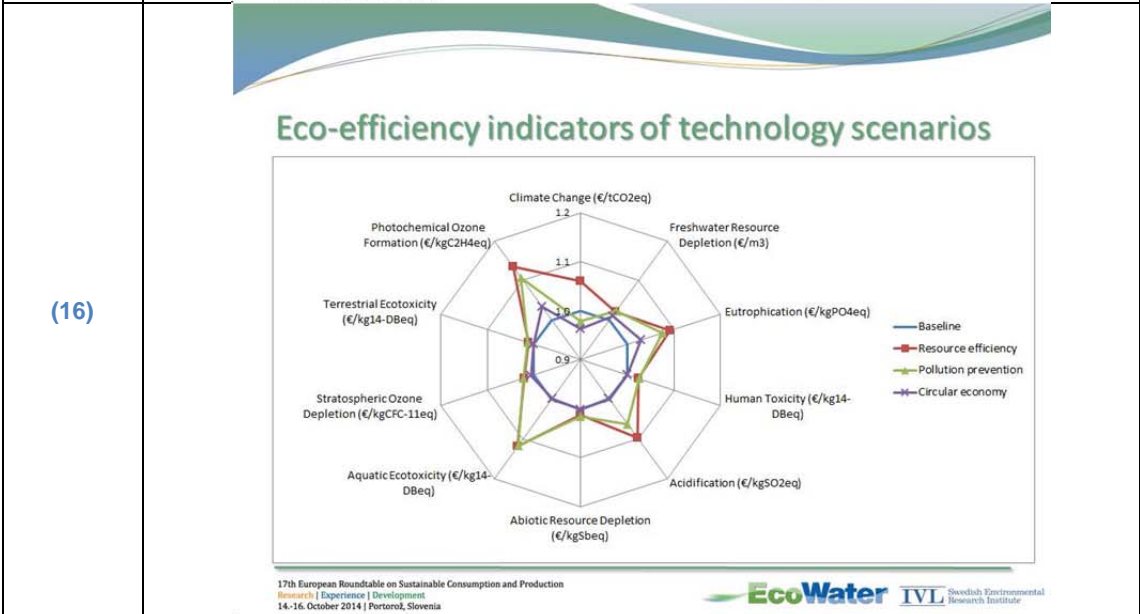 (16)
Eco-efficiency indicators of technology scenarios
Climate Change (€/tCO2eq)
1.2
Photochemical Ozone
Formation (€/kgC2H4eq)
Freshwater Resource
Depletion (€/m3)
1.1
Terrestrial Ecotoxicity
(€/kg14-DBeq)
1.0
Eutrophication (€/kgPO4eq)
0.9
Stratospheric Ozone
Depletion (€/kgCFC-11eq)
Human Toxicity (€/kg14-
DBeq)
Aquatic Ecotoxicity (€/kg14-
DBeq)
Acidification (€/kgSO2eq)
Abiotic Resource Depletion
(€/kgSbeq)
Baseline
Resource efficiency
Pollution prevention
Circular economy
17th European Roundtable on Sustainable Consumption and Production
Research | Experience | Development
14.-16. October 2014 | Portorož, Slovenia
EcoWater
IVL Swedish Environmental
Research Institute